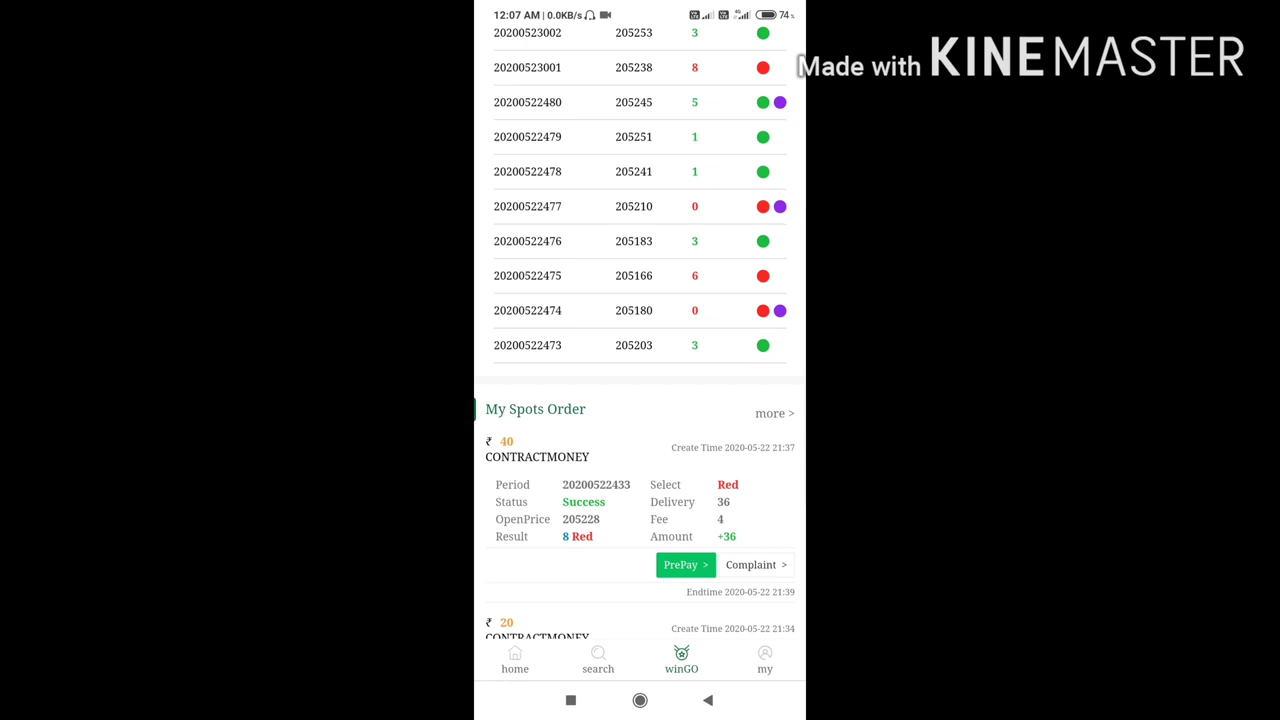 12:07 AM | 0.0KB/s 4G 74%
Made with KINEMASTER
20200523002 205253 3
20200523001 205238 8
20200522480 205245 5
20200522479 205251 1
20200522478 205241 1
20200522477 205210 0
20200522476 205183 3
20200522475 205166 6
20200522474 205180 0
20200522473 205203 3
My Spots Order more >
₹ 40 Create Time 2020-05-22 21:37
CONTRACTMONEY
Period 20200522433 Select Red
Status Success Delivery 36
OpenPrice 205228 Fee 4
Result 8 Red Amount +36
PrePay > Complaint >
Endtime 2020-05-22 21:39
₹ 20 Create Time 2020-05-22 21:34
CONTRACTMONEY
home search winGO my